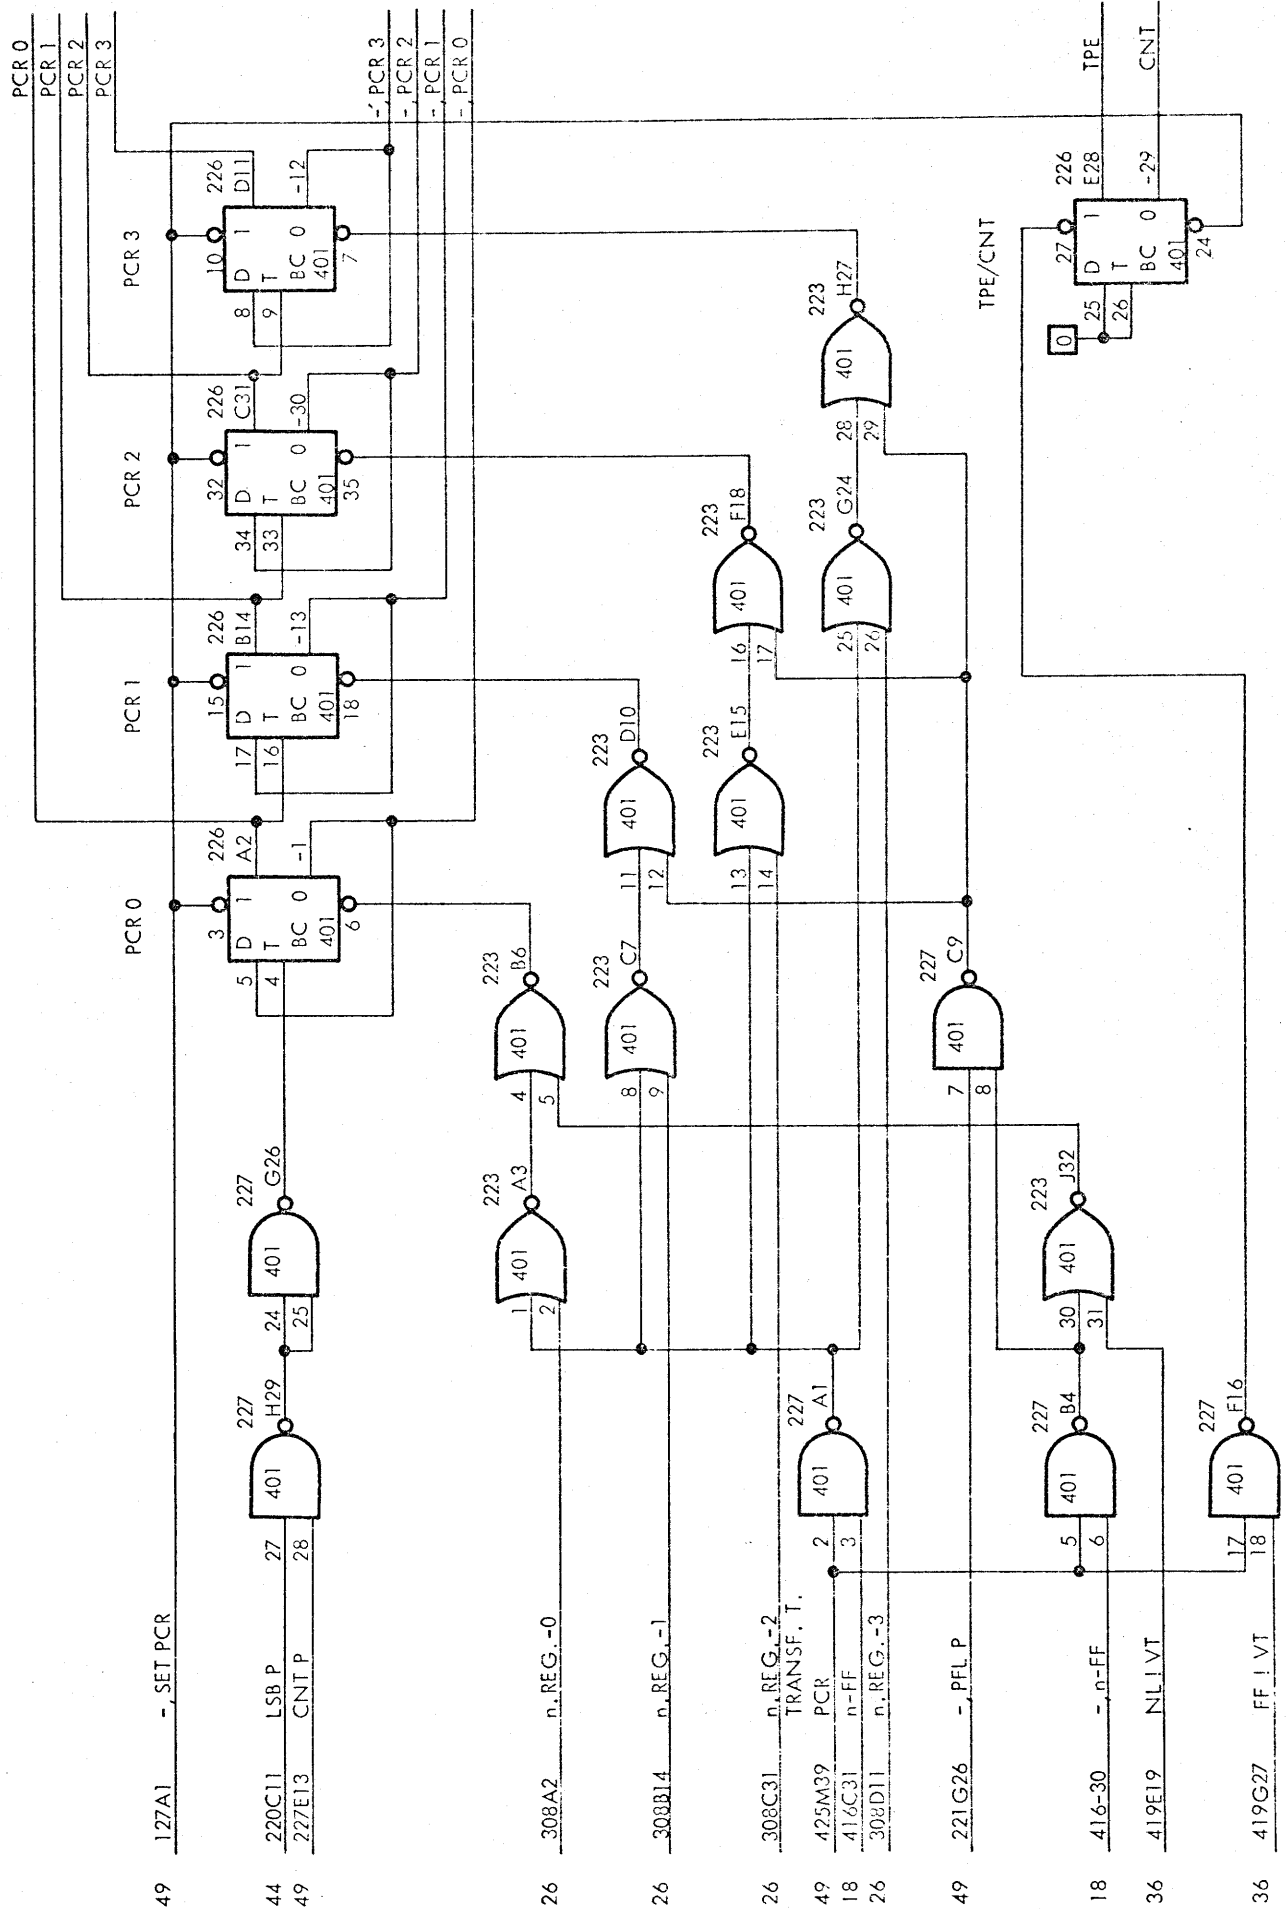 PCR 0
PCR 1
PCR 2
PCR 3
-, PCR 3
-, PCR 2
-, PCR 1
-, PCR 0
TPE
CNT
PCR 3
226
D11
-12
10
8
9
D 1
T
BC 0
401
7
PCR 2
226
C31
-30
32
34
33
D 1
T
BC 0
401
35
PCR 1
226
B14
-13
15
17
16
D 1
T
BC 0
401
18
PCR 0
226
A2
-1
3
5
4
D 1
T
BC 0
401
6
TPE/CNT
226
E28
-29
27
25
26
0
D 1
T
BC 0
401
24
223
H27
401
28
29
223
G24
401
25
26
223
F18
401
16
17
223
E15
401
13
14
223
D10
401
11
12
223
C7
401
8
9
223
B6
401
4
5
223
A3
401
1
2
227
C9
401
7
8
223
J32
401
30
31
227
G26
401
24
25
227
H29
401
27
28
227
A1
401
2
3
227
B4
401
5
6
227
F16
401
17
18
49 127A1 -, SET PCR
44 220C11 LSB P
49 227E13 CNT P
26 308A2 n. REG. -0
26 308B14 n. REG. -1
26 308C31 n. REG. -2
TRANSF. T.
49 425M39 PCR
18 416C31 n-FF
26 308D11 n. REG. -3
49 221G26 -, PFL P
18 416-30 -, n-FF
36 419E19 NL ! VT
36 419G27 FF ! VT